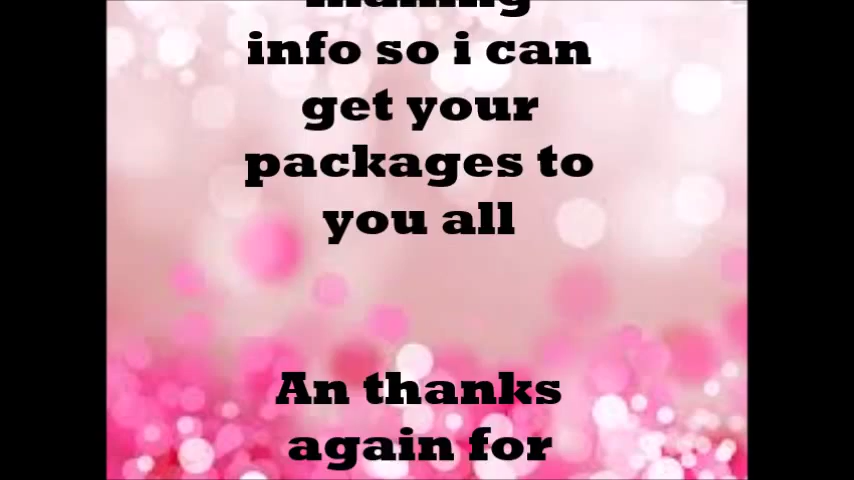 info so i can
get your
packages to
you all
An thanks
again for